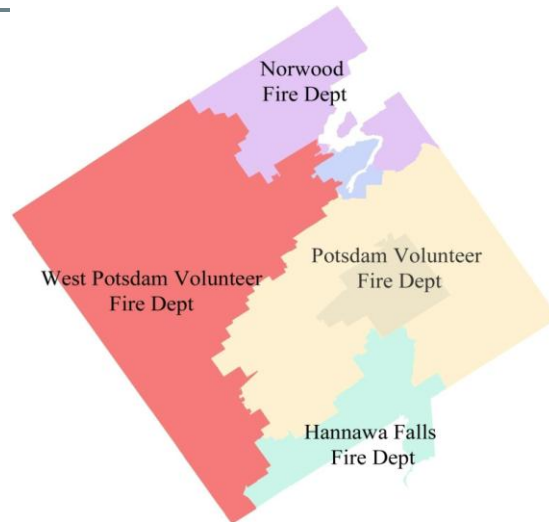 Norwood
Fire Dept
Potsdam Volunteer
Fire Dept
West Potsdam Volunteer
Fire Dept
Hannawa Falls
Fire Dept